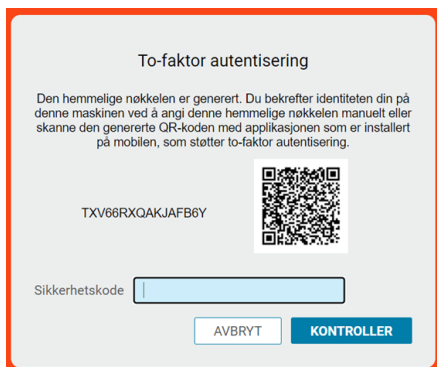 To-faktor autentisering
Den hemmelige nøkkelen er generert. Du bekrefter identiteten din på
denne maskinen ved å angi denne hemmelige nøkkelen manuelt eller
skanne den genererte QR-koden med applikasjonen som er installert
på mobilen, som støtter to-faktor autentisering.
TXV66RXQAKJAFB6Y
Sikkerhetskode
AVBRYT
KONTROLLER